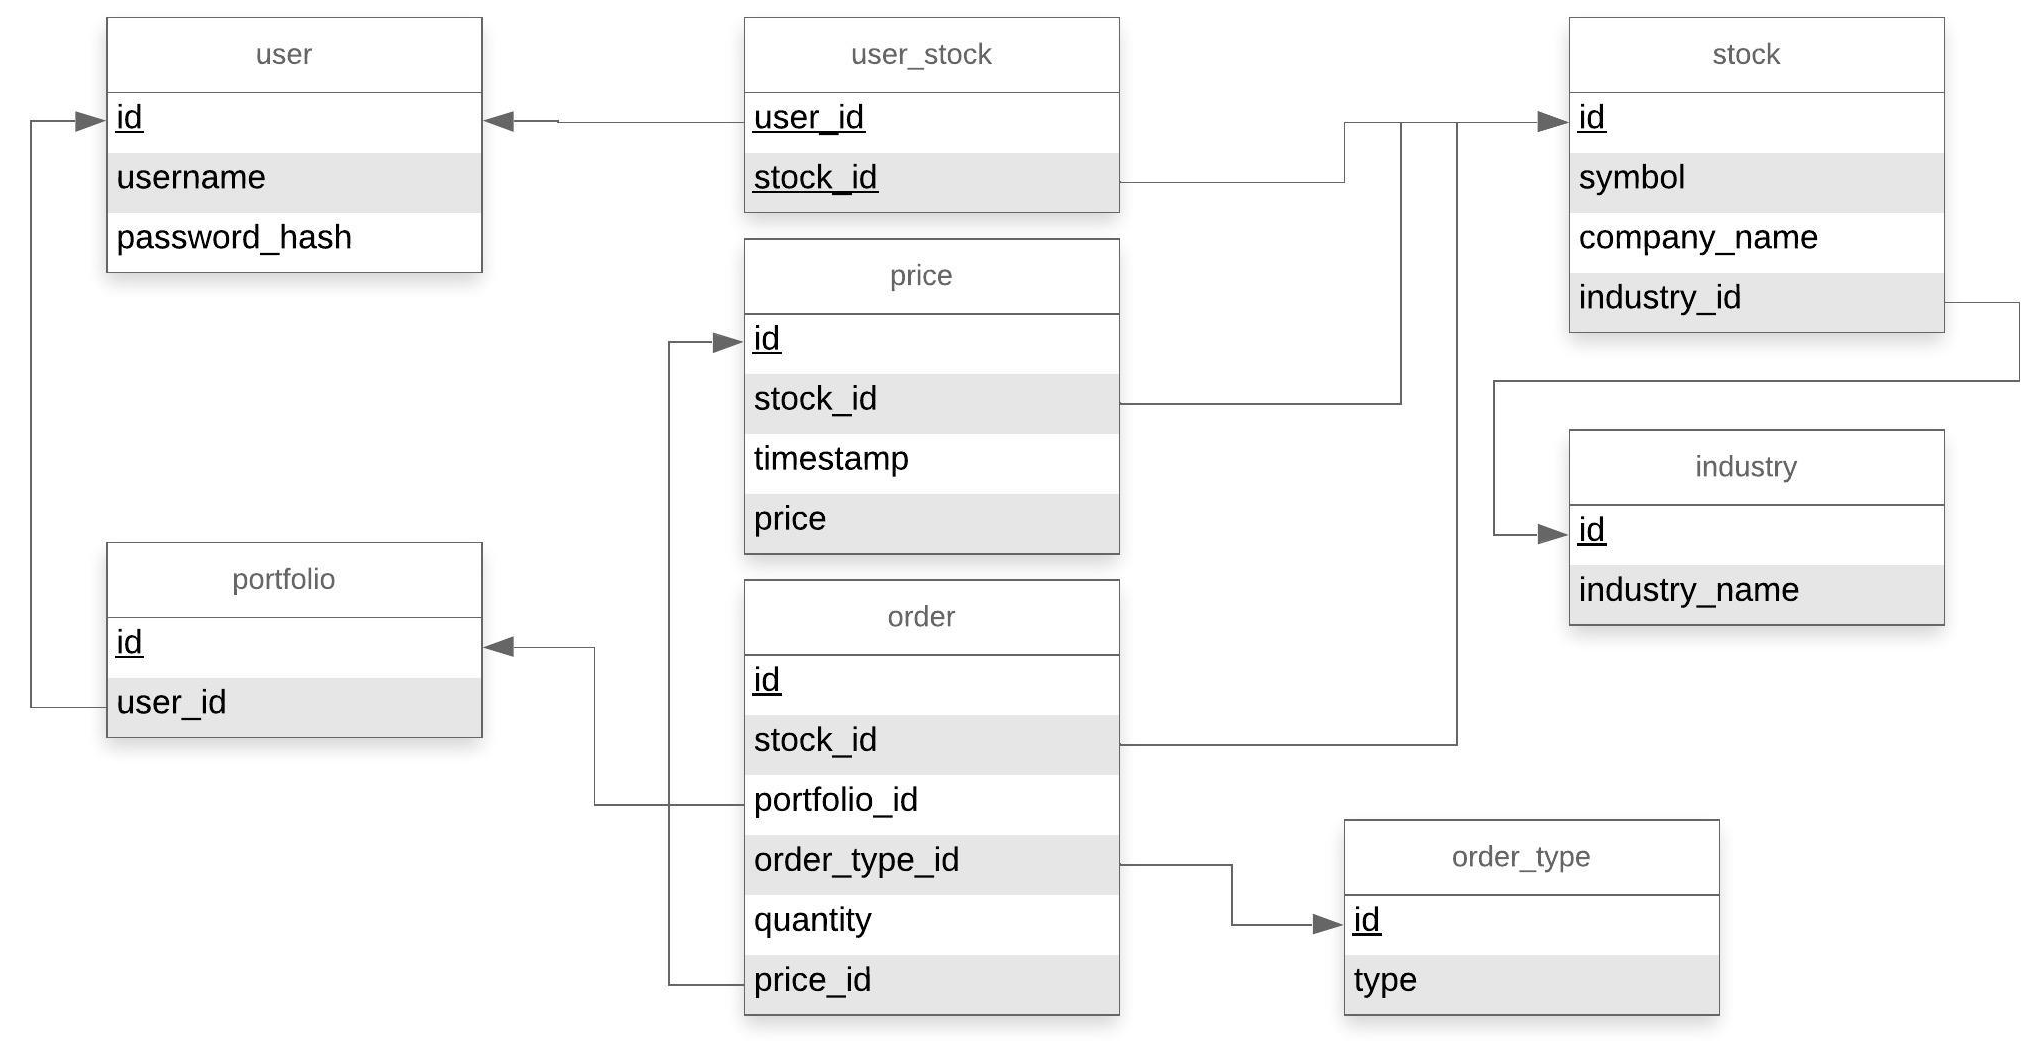 user
id
username
password_hash
user_stock
user_id
stock_id
stock
id
symbol
company_name
industry_id
price
id
stock_id
timestamp
price
industry
id
industry_name
portfolio
id
user_id
order
id
stock_id
portfolio_id
order_type_id
quantity
price_id
order_type
id
type